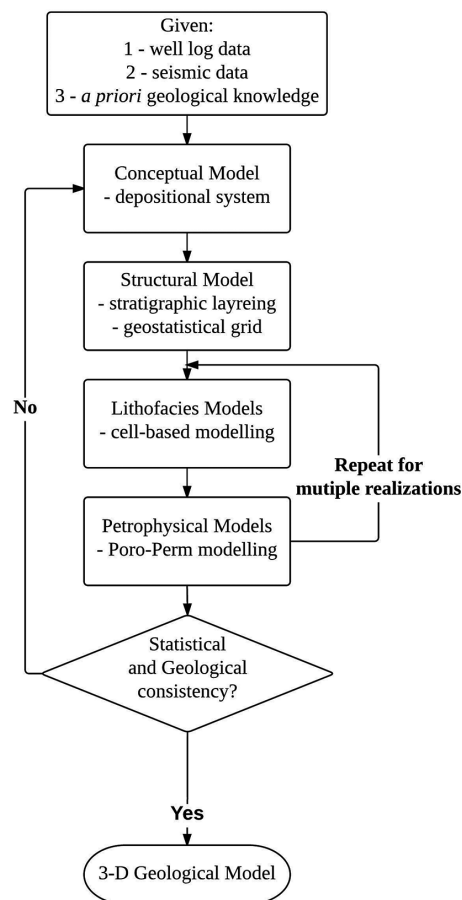 Given:
1 - well log data
2 - seismic data
3 - a priori geological knowledge
Conceptual Model
- depositional system
Structural Model
- stratigraphic layreing
- geostatistical grid
Lithofacies Models
- cell-based modelling
No
Repeat for
mutiple realizations
Petrophysical Models
- Poro-Perm modelling
Statistical
and Geological
consistency?
Yes
3-D Geological Model